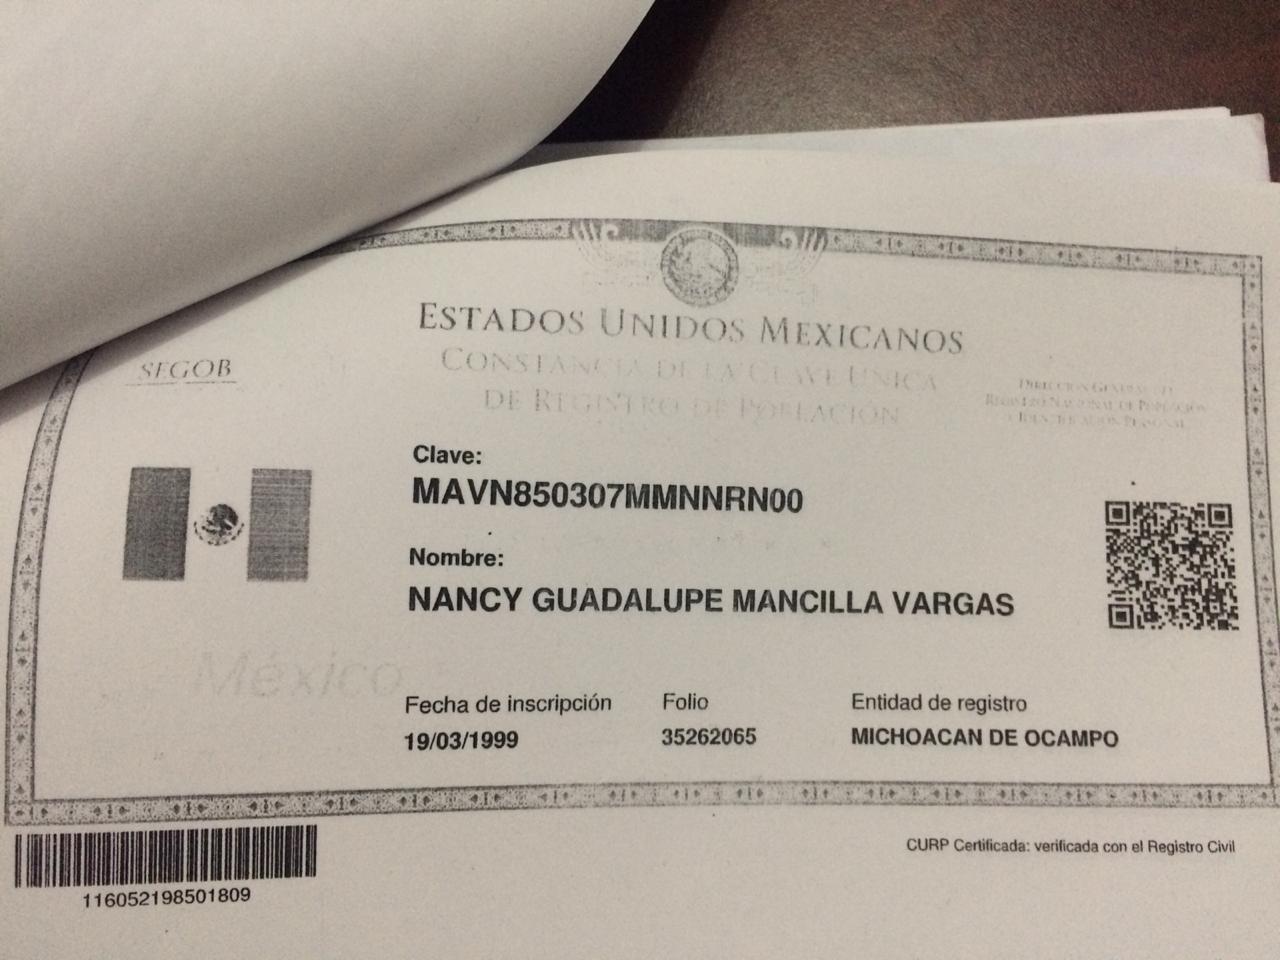 ESTADOS UNIDOS MEXICANOS
CONSTANCIA DE LA CLAVE ÚNICA
DE REGISTRO DE POBLACIÓN
SEGOB
DIRECCIÓN GENERAL DEL
REGISTRO NACIONAL DE POBLACIÓN
E IDENTIFICACIÓN PERSONAL
Clave:
MAVN850307MMNNRN00
Nombre:
NANCY GUADALUPE MANCILLA VARGAS
México
Fecha de inscripción Folio Entidad de registro
19/03/1999 35262065 MICHOACAN DE OCAMPO
CURP Certificada: verificada con el Registro Civil
116052198501809